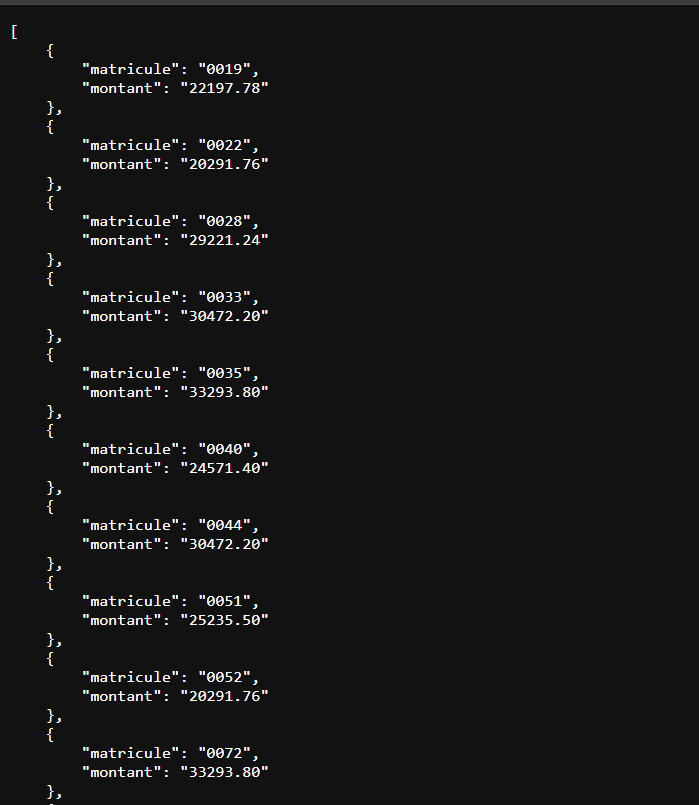 [
    {
        "matricule": "0019",
        "montant": "22197.78"
    },
    {
        "matricule": "0022",
        "montant": "20291.76"
    },
    {
        "matricule": "0028",
        "montant": "29221.24"
    },
    {
        "matricule": "0033",
        "montant": "30472.20"
    },
    {
        "matricule": "0035",
        "montant": "33293.80"
    },
    {
        "matricule": "0040",
        "montant": "24571.40"
    },
    {
        "matricule": "0044",
        "montant": "30472.20"
    },
    {
        "matricule": "0051",
        "montant": "25235.50"
    },
    {
        "matricule": "0052",
        "montant": "20291.76"
    },
    {
        "matricule": "0072",
        "montant": "33293.80"
    },